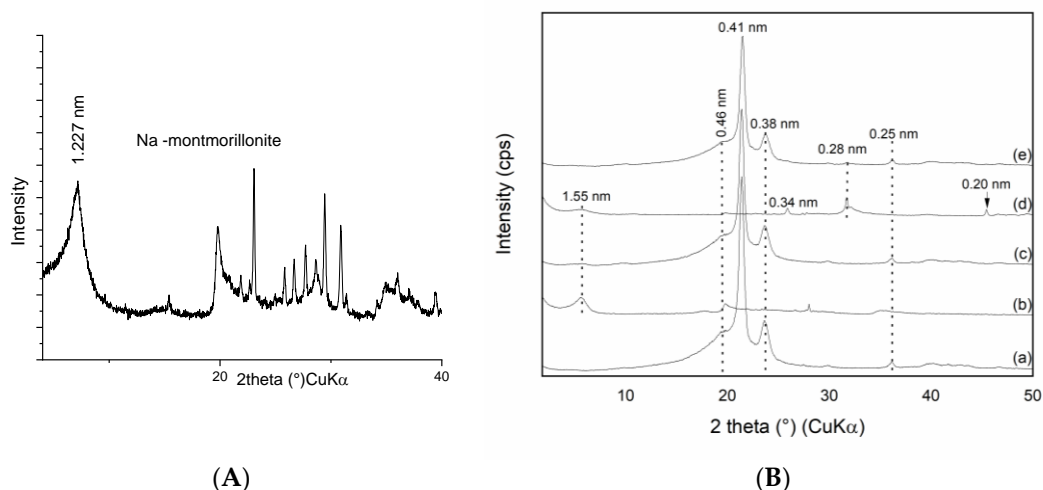 1.227 nm
Na -montmorillonite
Intensity
20
40
2theta (°)CuKα
(A)
B)
0.41 nm
0.46 nm
0.38 nm
0.25 nm
0.28 nm
(e)
1.55 nm
0.34 nm
0.20 nm
(d)
(c)
(b)
(a)
Intensity (cps)
10
20
30
40
50
2 theta (°) (CuKα)
(B)